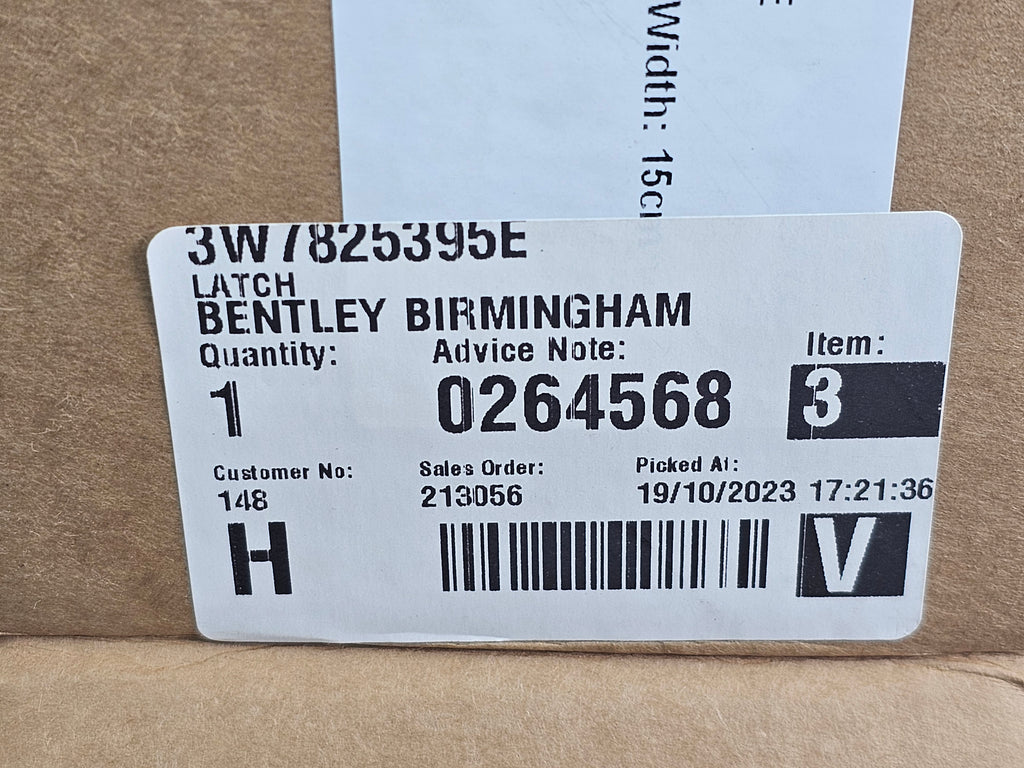 Width: 15c
3W7825395E
LATCH
BENTLEY BIRMINGHAM
Quantity: Advice Note: Item:
1 0264568 3
Customer No: Sales Order: Picked At:
148 213056 19/10/2023 17:21:36
H V